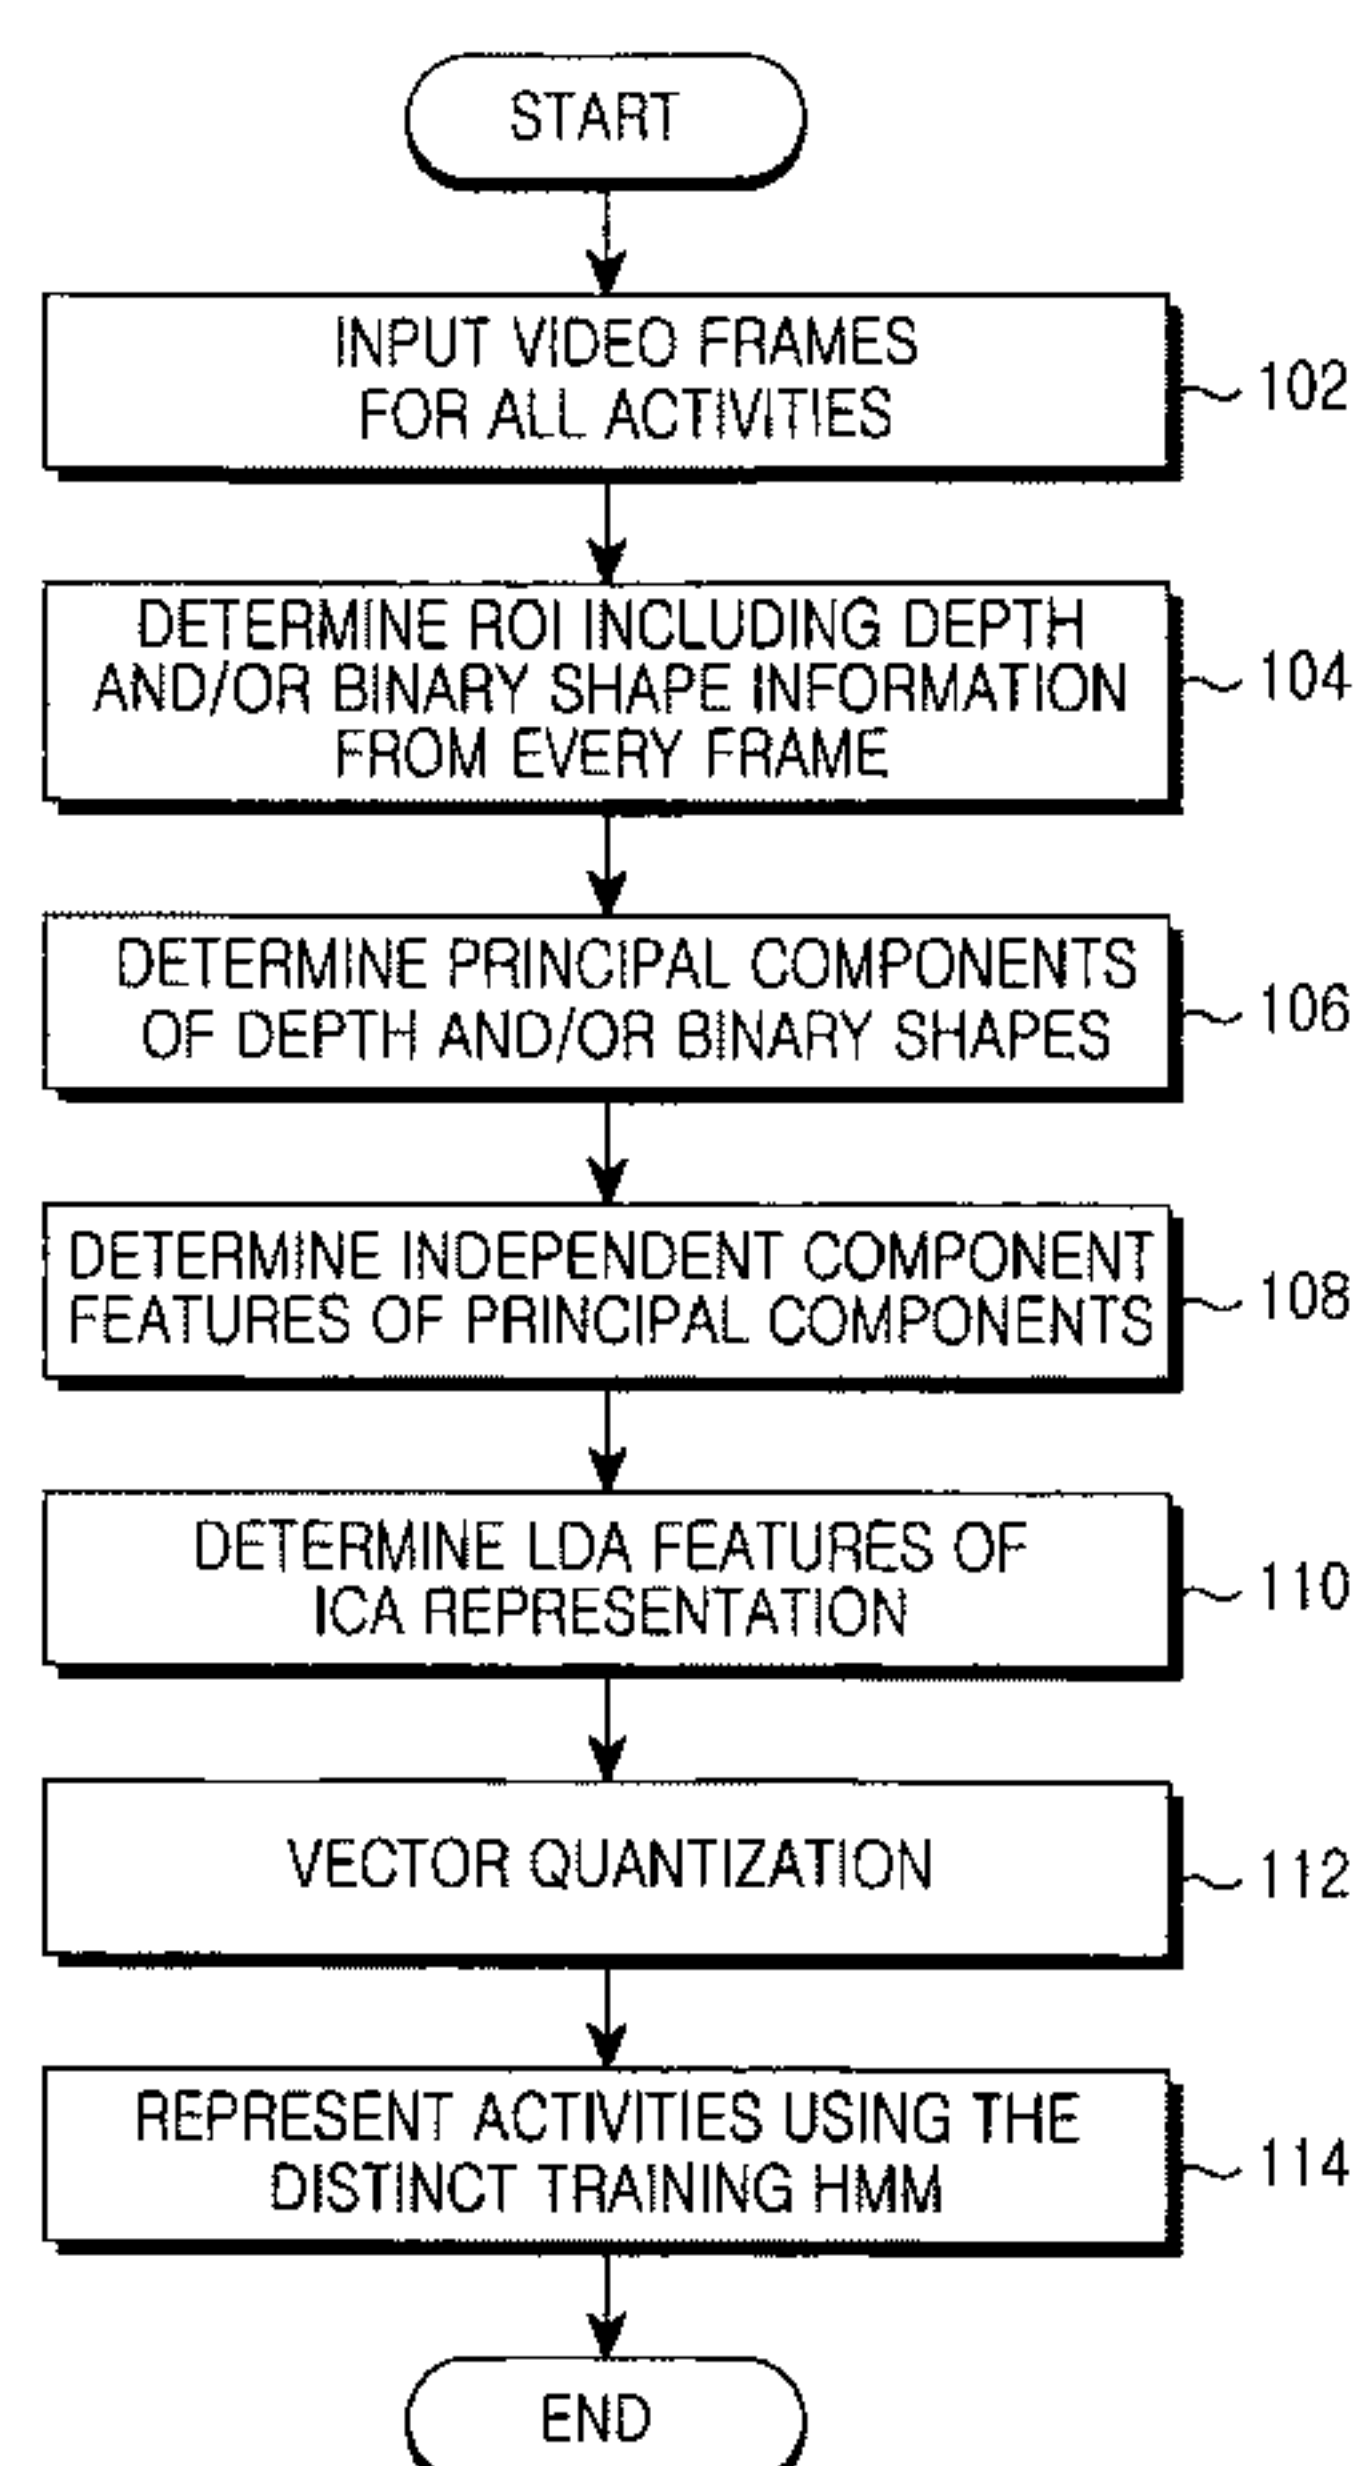 START
INPUT VIDEO FRAMES
FOR ALL ACTIVITIES
102
DETERMINE ROI INCLUDING DEPTH
AND/OR BINARY SHAPE INFORMATION
FROM EVERY FRAME
104
DETERMINE PRINCIPAL COMPONENTS
OF DEPTH AND/OR BINARY SHAPES
106
DETERMINE INDEPENDENT COMPONENT
FEATURES OF PRINCIPAL COMPONENTS
108
DETERMINE LDA FEATURES OF
ICA REPRESENTATION
110
VECTOR QUANTIZATION
112
REPRESENT ACTIVITIES USING THE
DISTINCT TRAINING HMM
114
END